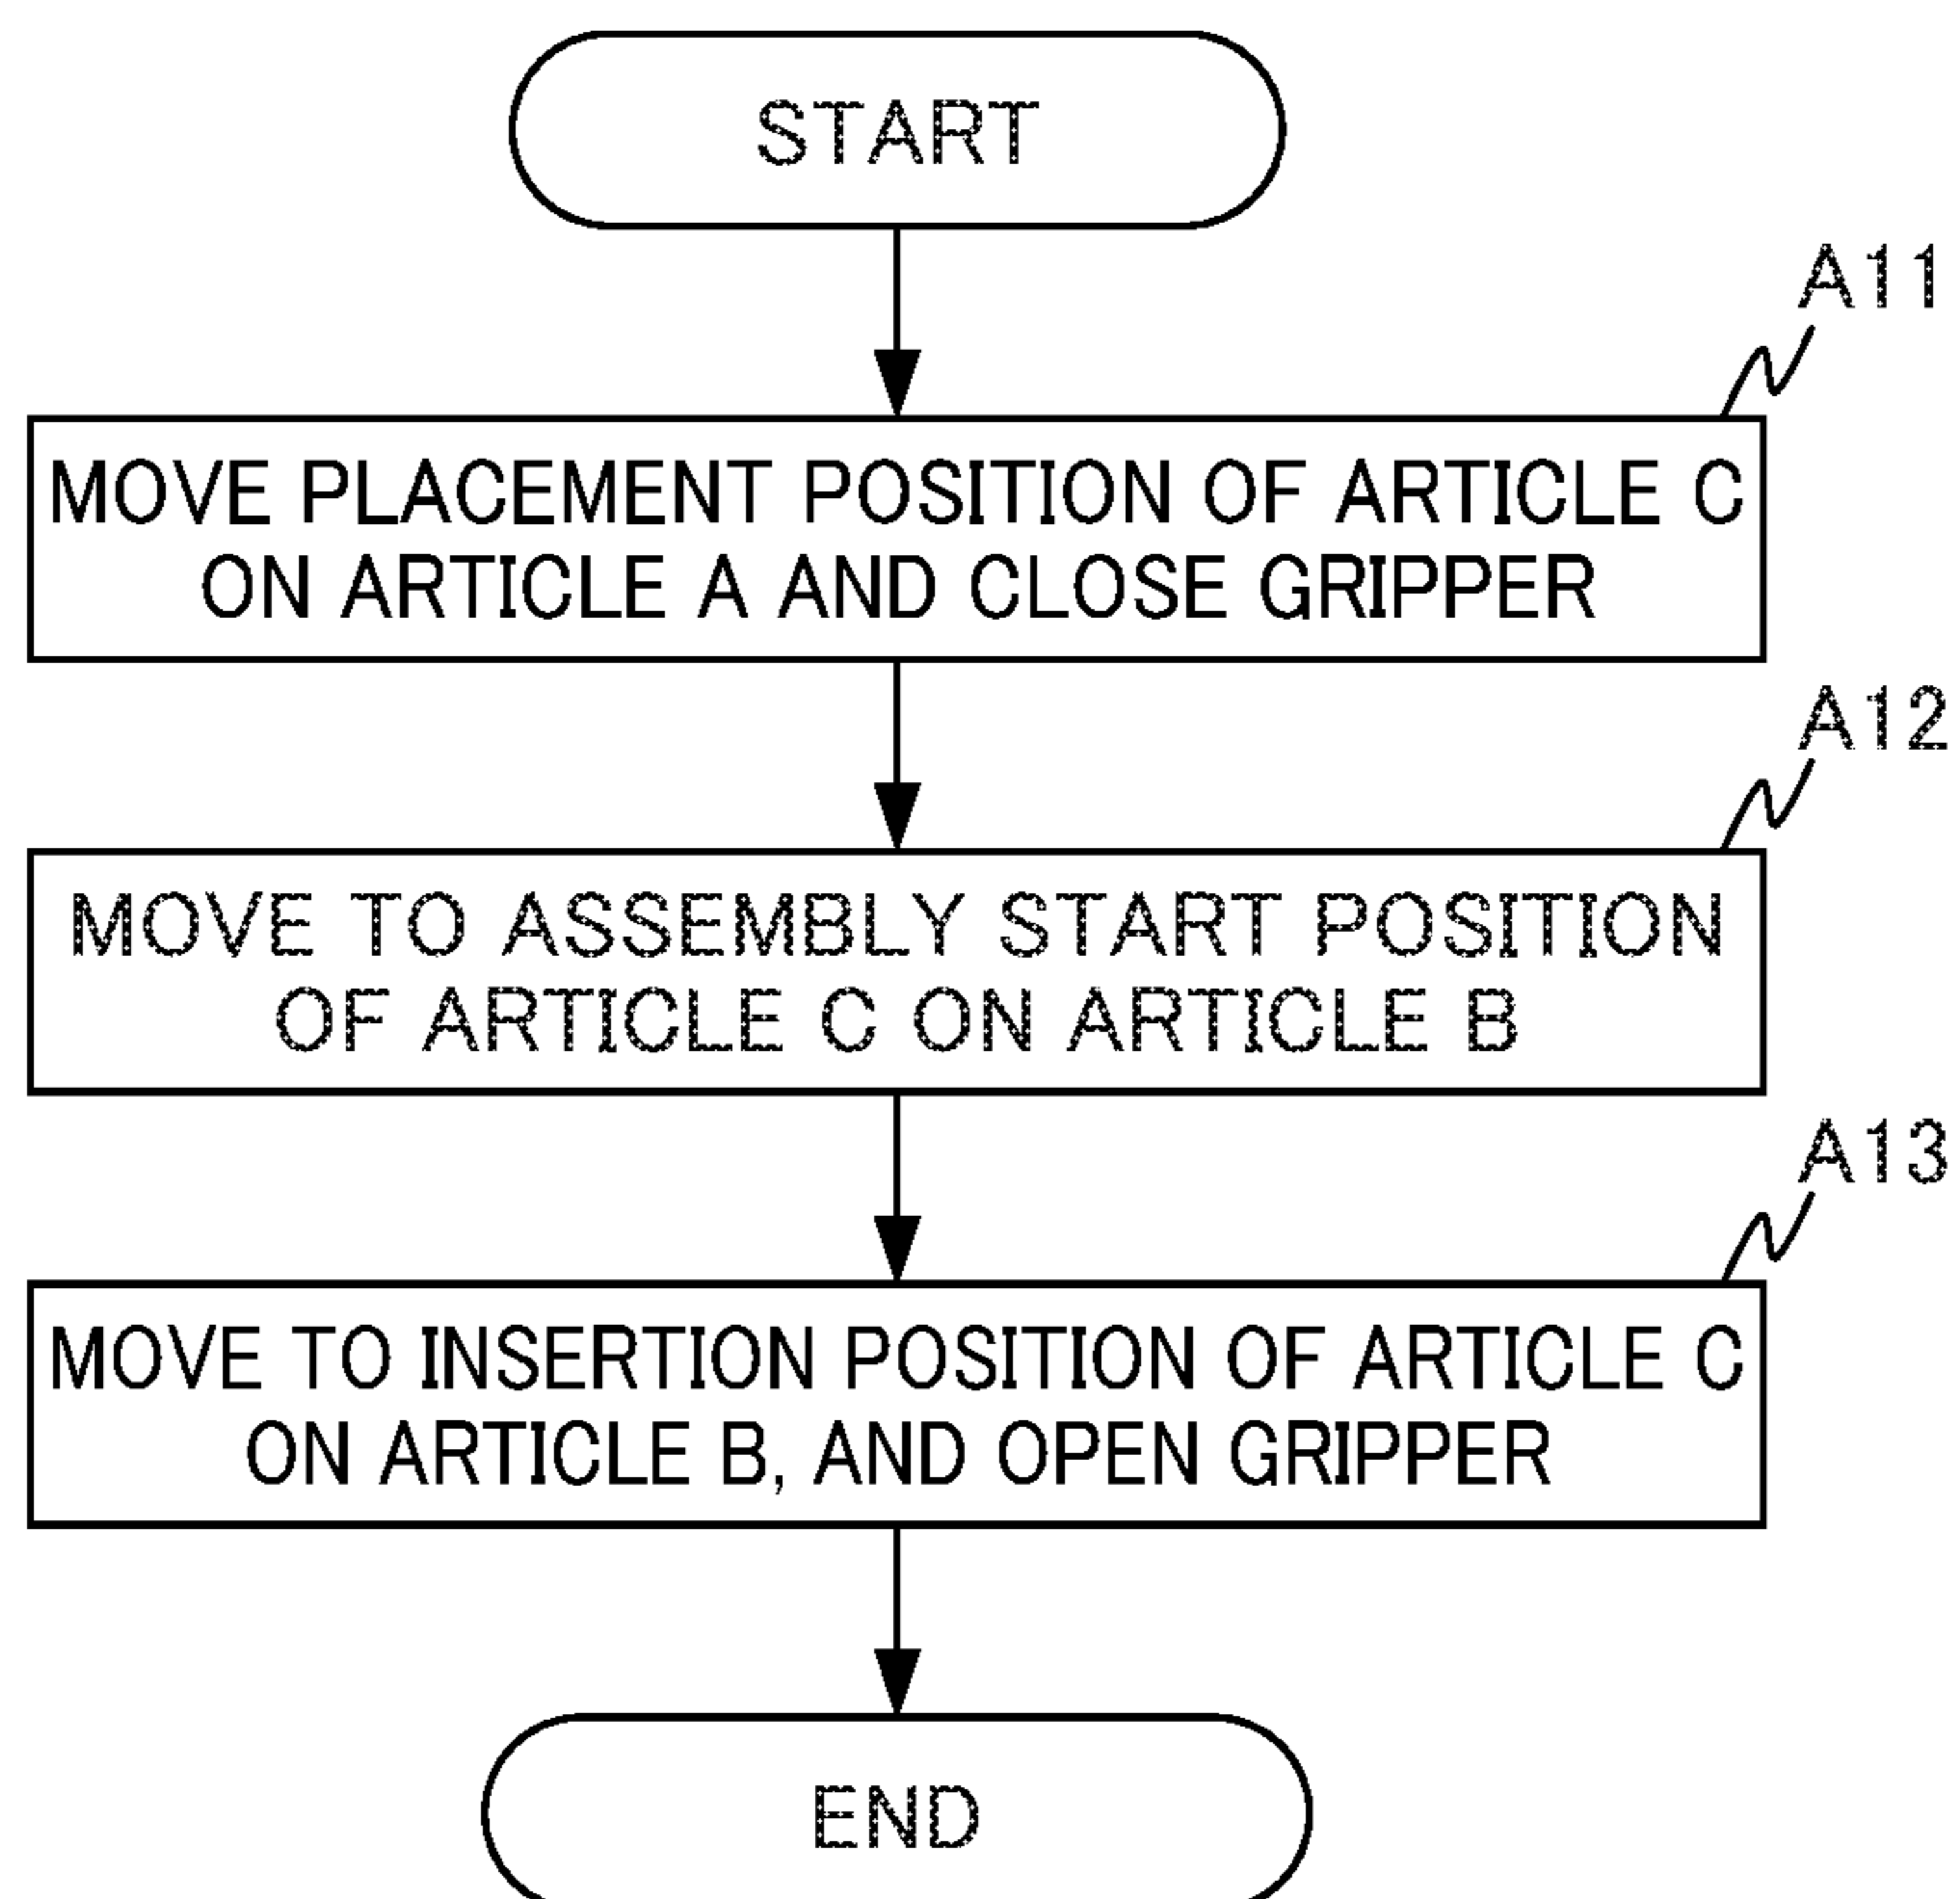 START
A11
MOVE PLACEMENT POSITION OF ARTICLE C
ON ARTICLE A AND CLOSE GRIPPER
A12
MOVE TO ASSEMBLY START POSITION
OF ARTICLE C ON ARTICLE B
A13
MOVE TO INSERTION POSITION OF ARTICLE C
ON ARTICLE B, AND OPEN GRIPPER
END